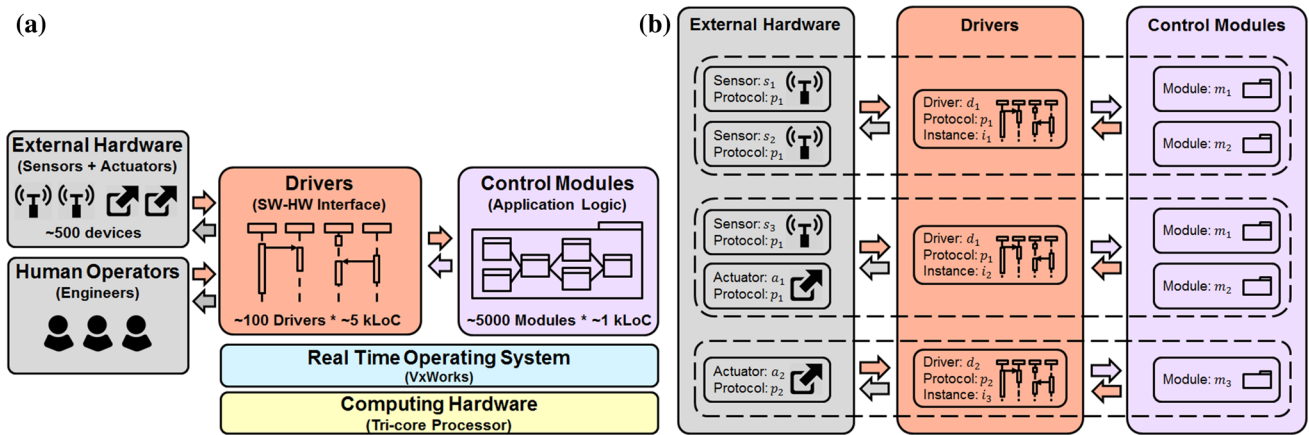 (a)
External Hardware
(Sensors + Actuators)
~500 devices
Human Operators
(Engineers)
Drivers
(SW-HW Interface)
~100 Drivers * ~5 kLoC
Control Modules
(Application Logic)
~5000 Modules * ~1 kLoC
Real Time Operating System
(VxWorks)
Computing Hardware
(Tri-core Processor)
(b)
External Hardware
Drivers
Control Modules
Sensor: s₁
Protocol: p₁
Sensor: s₂
Protocol: p₁
Driver: d₁
Protocol: p₁
Instance: i₁
Module: m₁
Module: m₂
Sensor: s₃
Protocol: p₁
Actuator: a₁
Protocol: p₁
Driver: d₁
Protocol: p₁
Instance: i₂
Module: m₁
Module: m₂
Actuator: a₂
Protocol: p₂
Driver: d₂
Protocol: p₂
Instance: i₃
Module: m₃